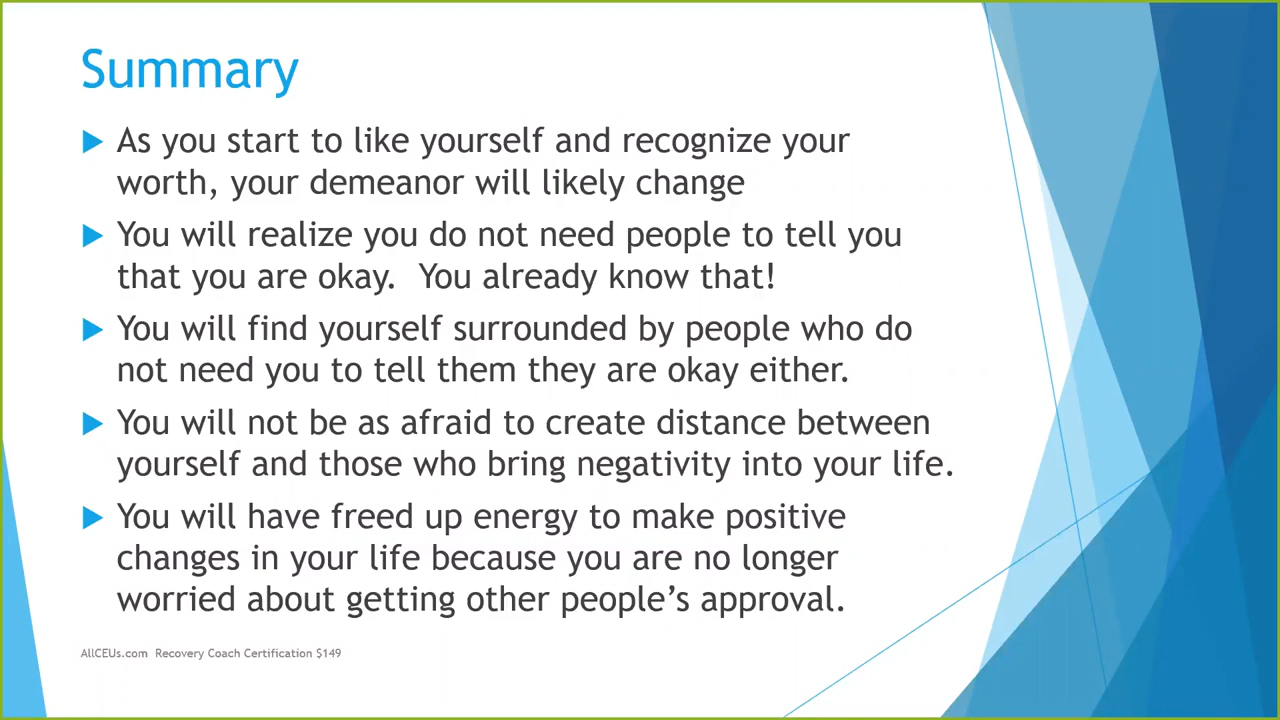 Summary
As you start to like yourself and recognize your
worth, your demeanor will likely change
You will realize you do not need people to tell you
that you are okay.  You already know that!
You will find yourself surrounded by people who do
not need you to tell them they are okay either.
You will not be as afraid to create distance between
yourself and those who bring negativity into your life.
You will have freed up energy to make positive
changes in your life because you are no longer
worried about getting other people’s approval.
AllCEUs.com  Recovery Coach Certification $149